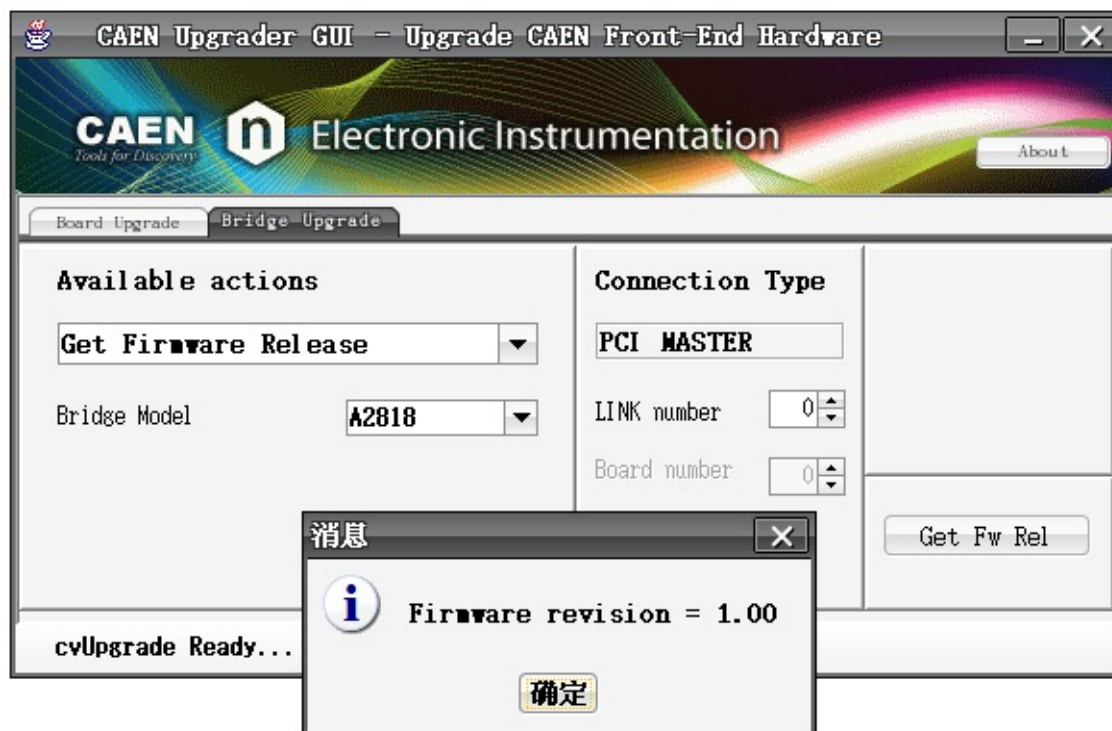 CAEN Upgrader GUI - Upgrade CAEN Front-End Hardware
CAEN n Electronic Instrumentation
Tools for Discovery
About
Board Upgrade Bridge Upgrade
Available actions
Get Firmware Release
Bridge Model A2818
Connection Type
PCI MASTER
LINK number 0
Board number 0
Get Fw Rel
消息
i Firmware revision = 1.00
确定
cvUpgrade Ready...